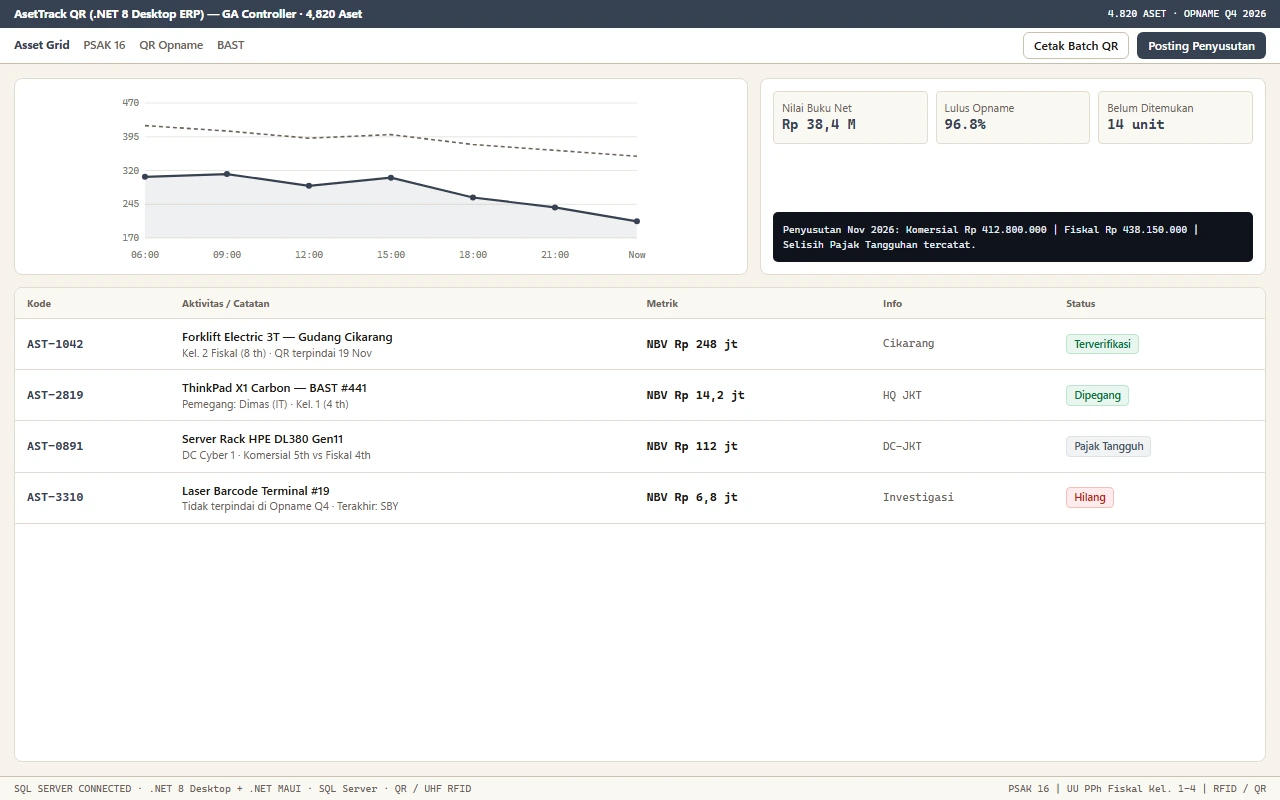 AsetTrack QR (.NET 8 Desktop ERP) — GA Controller · 4,820 Aset
4.820 ASET · OPNAME Q4 2026
Asset Grid PSAK 16 QR Opname BAST
Cetak Batch QR
Posting Penyusutan
470
395
320
245
170
06:00 09:00 12:00 15:00 18:00 21:00 Now
Nilai Buku Net
Rp 38,4 M
Lulus Opname
96.8%
Belum Ditemukan
14 unit
Penyusutan Nov 2026: Komersial Rp 412.800.000 | Fiskal Rp 438.150.000 |
Selisih Pajak Tangguhan tercatat.
Kode Aktivitas / Catatan Metrik Info Status
AST-1042
Forklift Electric 3T — Gudang Cikarang
Kel. 2 Fiskal (8 th) · QR terpindai 19 Nov
NBV Rp 248 jt
Cikarang
Terverifikasi
AST-2819
ThinkPad X1 Carbon — BAST #441
Pemegang: Dimas (IT) · Kel. 1 (4 th)
NBV Rp 14,2 jt
HQ JKT
Dipegang
AST-0891
Server Rack HPE DL380 Gen11
DC Cyber 1 · Komersial 5th vs Fiskal 4th
NBV Rp 112 jt
DC-JKT
Pajak Tangguh
AST-3310
Laser Barcode Terminal #19
Tidak terpindai di Opname Q4 · Terakhir: SBY
NBV Rp 6,8 jt
Investigasi
Hilang
SQL SERVER CONNECTED · .NET 8 Desktop + .NET MAUI · SQL Server · QR / UHF RFID
PSAK 16 | UU PPh Fiskal Kel. 1-4 | RFID / QR